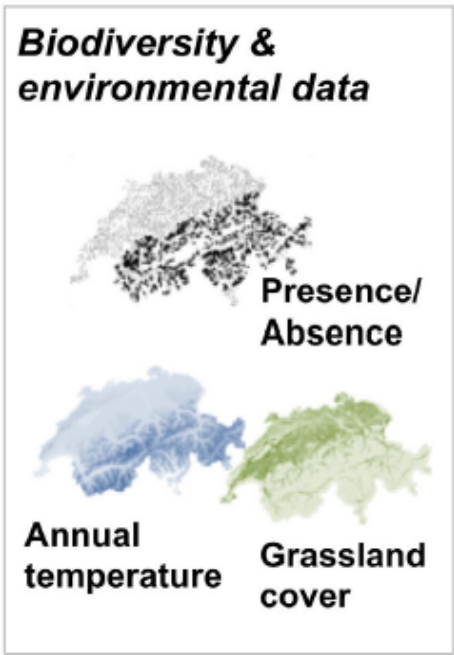 Biodiversity &
environmental data
Presence/
Absence
Annual
temperature
Grassland
cover